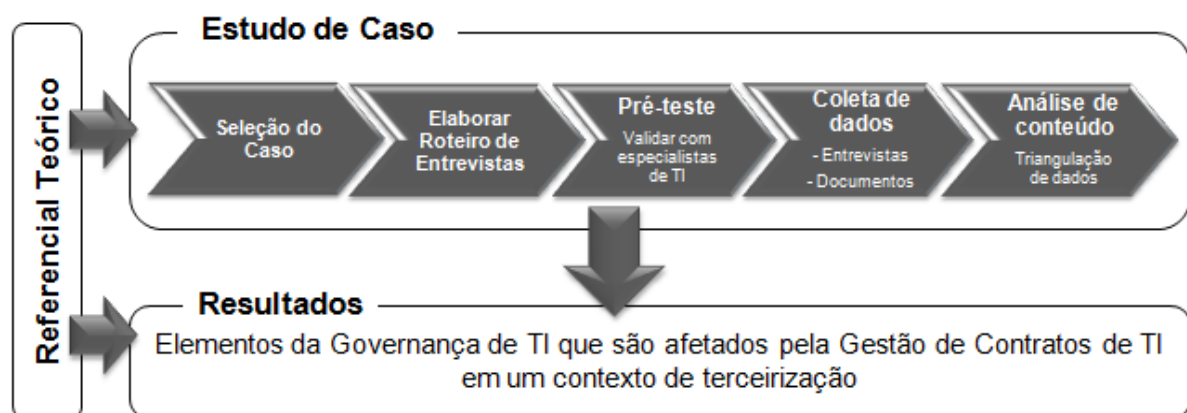 Referencial Teórico
Estudo de Caso
Seleção do
Caso
Elaborar
Roteiro de
Entrevistas
Pré-teste
Validar com
especialistas
de TI
Coleta de
dados
- Entrevistas
- Documentos
Análise de
conteúdo
Triangulação
de dados
Resultados
Elementos da Governança de TI que são afetados pela Gestão de Contratos de TI
em um contexto de terceirização